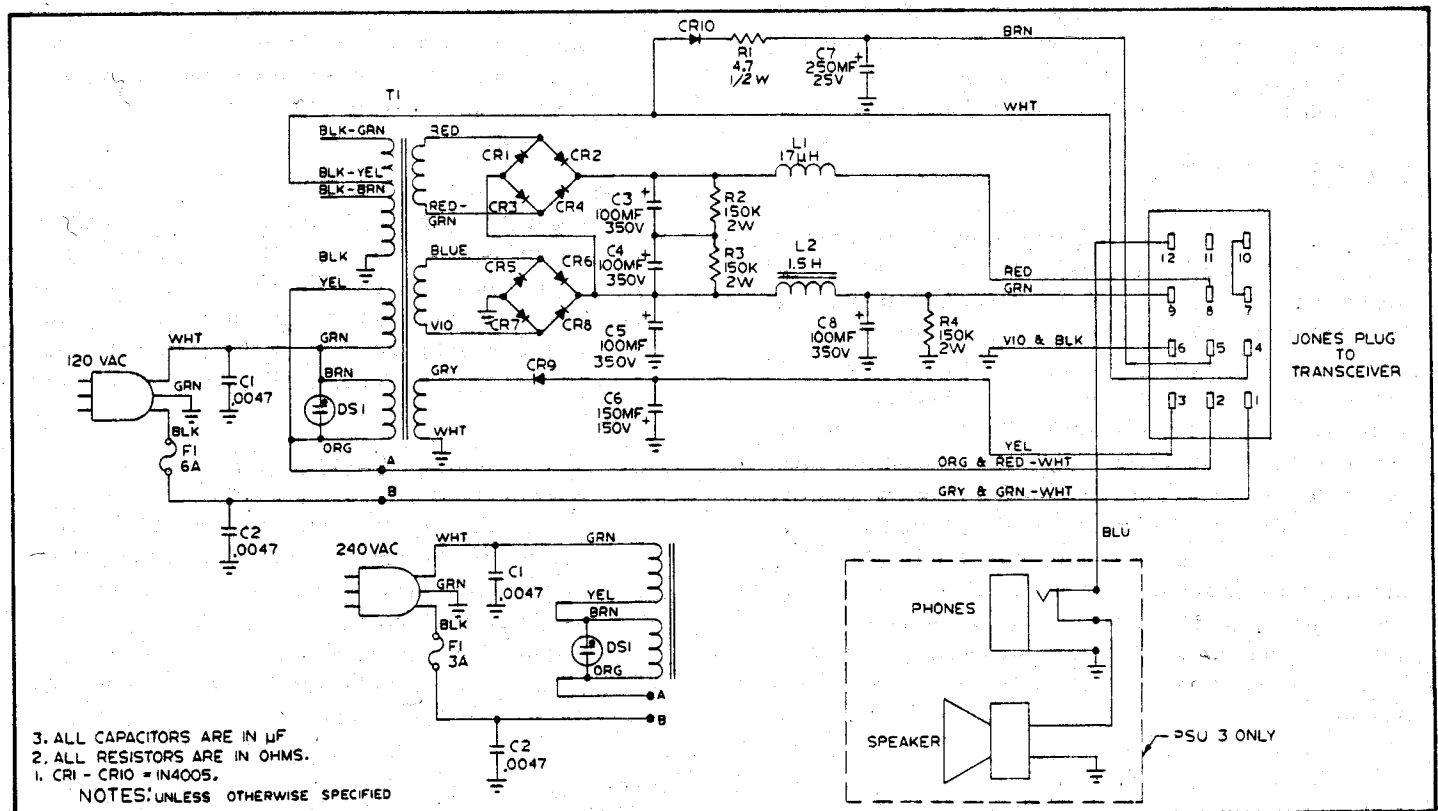 CR10
R1
4.7
1/2 W
C7
250MF
25V
+
BRN
WHT
T1
BLK-GRN
BLK-YEL
BLK-BRN
BLK
YEL
GRN
BRN
ORG
RED
RED-
GRN
BLUE
VIO
GRY
WHT
CR1
CR2
CR3
CR4
CR5
CR6
CR7
CR8
CR9
C3
100MF
350V
+
C4
100MF
350V
+
C5
100MF
350V
+
R2
150K
2W
R3
150K
2W
L1
17µH
L2
1.5 H
C8
100MF
350V
+
R4
150K
2W
C6
150MF
150V
+
RED
GRN
VIO & BLK
YEL
ORG & RED-WHT
GRY & GRN-WHT
12
11
10
9
8
7
6
5
4
3
2
1
JONES PLUG
TO
TRANSCEIVER
120 VAC
WHT
GRN
BLK
F1
6A
C1
.0047
DS1
A
B
C2
.0047
240VAC
WHT
GRN
BLK
F1
3A
C1
.0047
GRN
YEL
BRN
DS1
ORG
A
B
C2
.0047
BLU
PHONES
SPEAKER
PSU 3 ONLY
3. ALL CAPACITORS ARE IN µF
2. ALL RESISTORS ARE IN OHMS.
1. CR1 - CR10 = IN4005.
NOTES: UNLESS OTHERWISE SPECIFIED